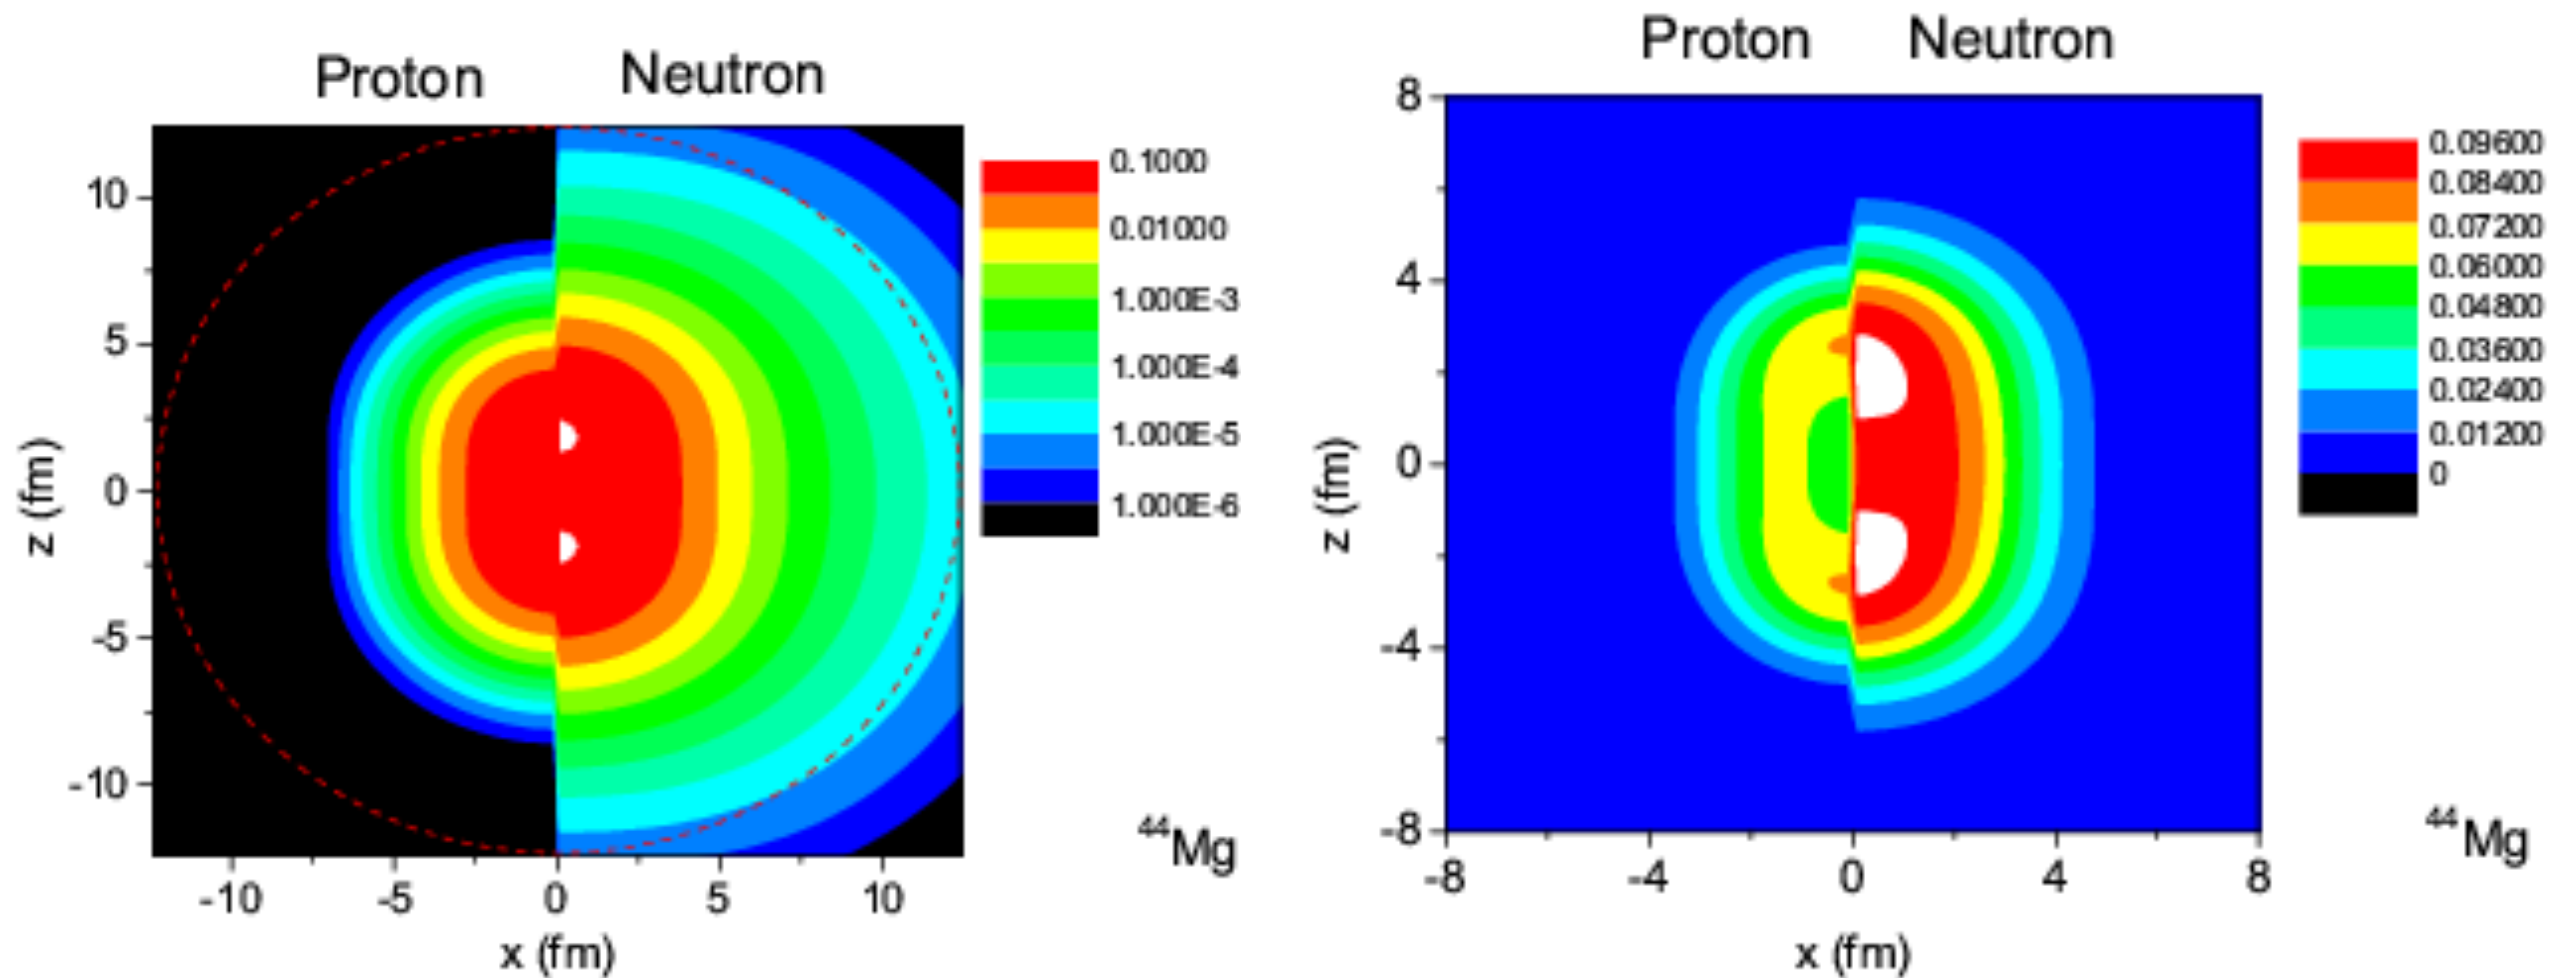 Proton Neutron
10
5
0
-5
-10
z (fm)
-10 -5 0 5 10
x (fm)
0.1000
0.01000
1.000E-3
1.000E-4
1.000E-5
1.000E-6
44Mg
Proton Neutron
8
4
0
-4
-8
z (fm)
-8 -4 0 4 8
x (fm)
0.09600
0.08400
0.07200
0.06000
0.04800
0.03600
0.02400
0.01200
0
44Mg